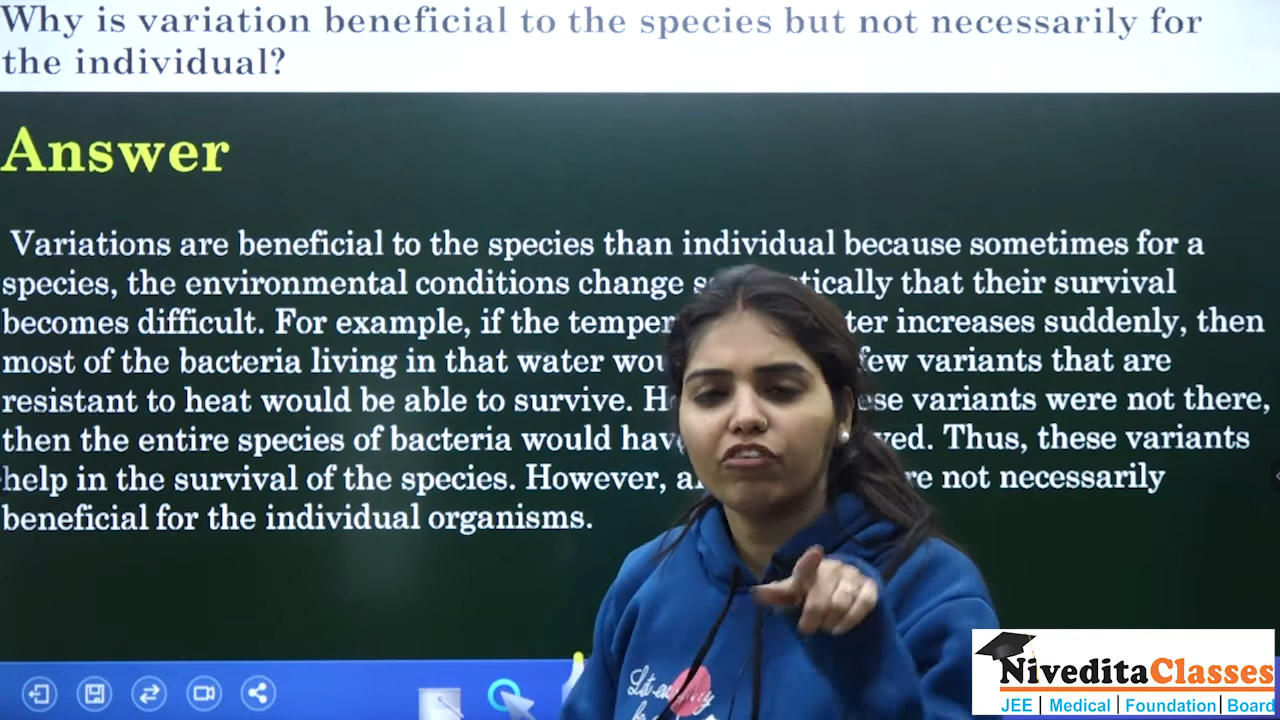 Why is variation beneficial to the species but not necessarily for
the individual?
Answer
Variations are beneficial to the species than individual because sometimes for a
species, the environmental conditions change tically that their survival
becomes difficult. For example, if the temper ter increases suddenly, then
most of the bacteria living in that water wou few variants that are
resistant to heat would be able to survive. H ese variants were not there,
then the entire species of bacteria would hav ved. Thus, these variants
help in the survival of the species. However, a re not necessarily
beneficial for the individual organisms.
NiveditaClasses
JEE | Medical | Foundation | Board